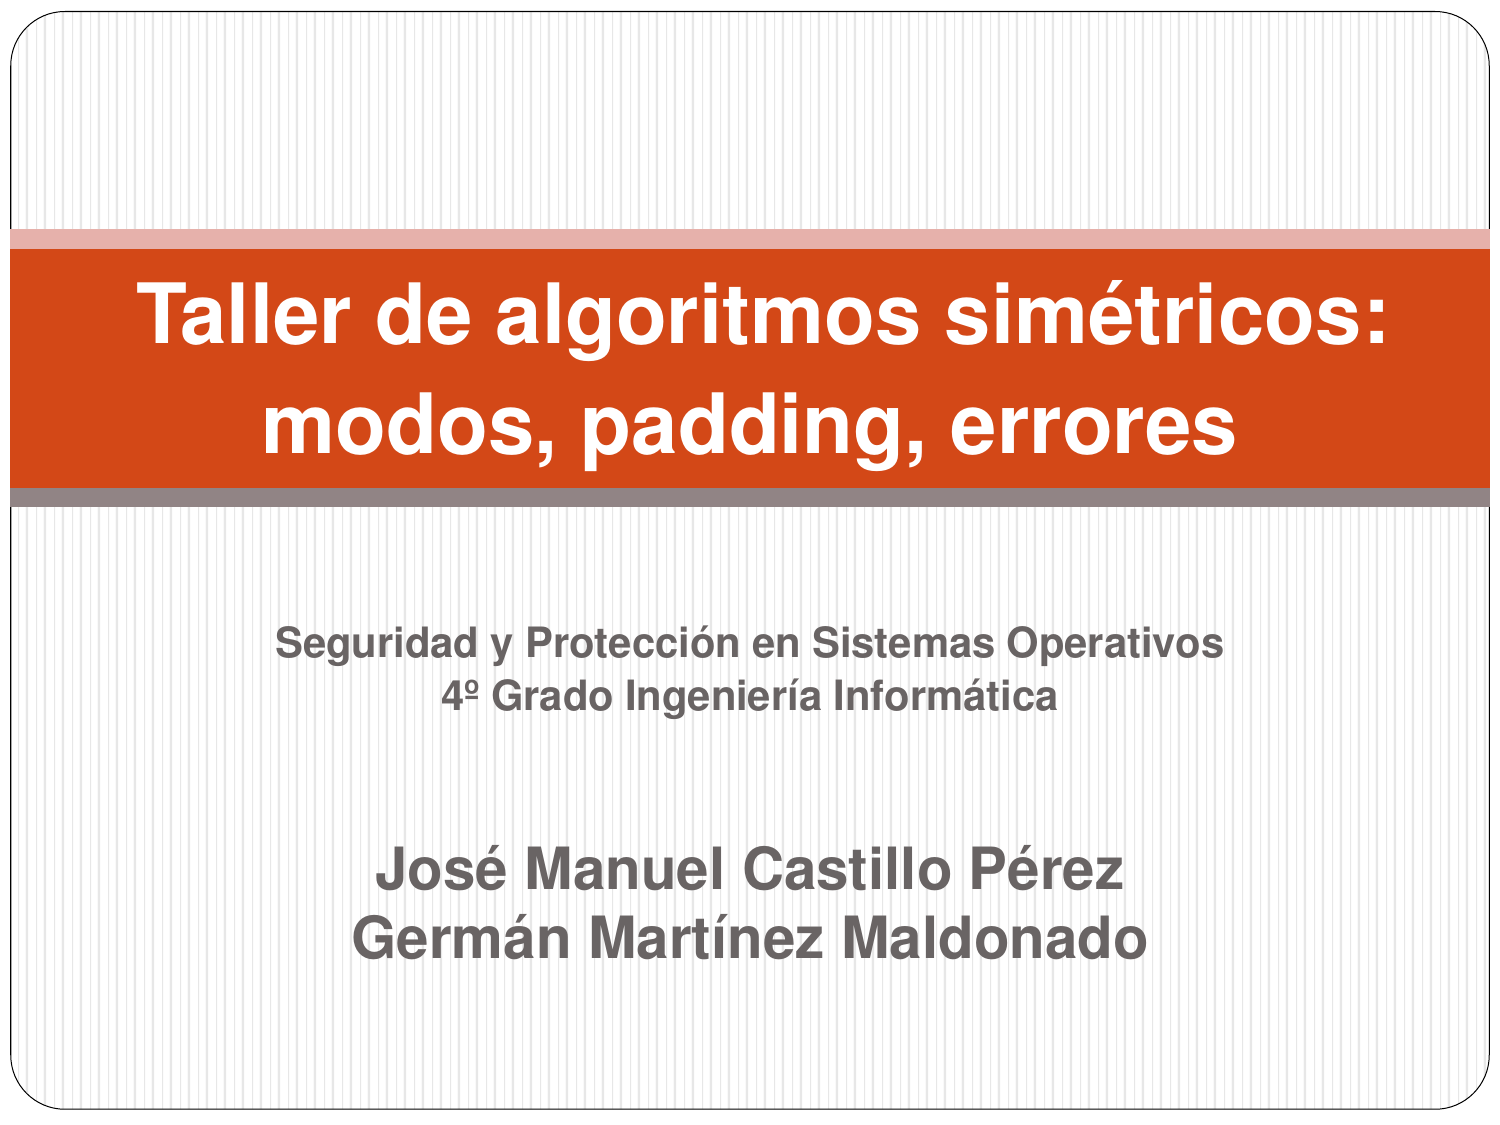 Taller de algoritmos simétricos:
modos, padding, errores
Seguridad y Protección en Sistemas Operativos
4º Grado Ingeniería Informática
José Manuel Castillo Pérez
Germán Martínez Maldonado